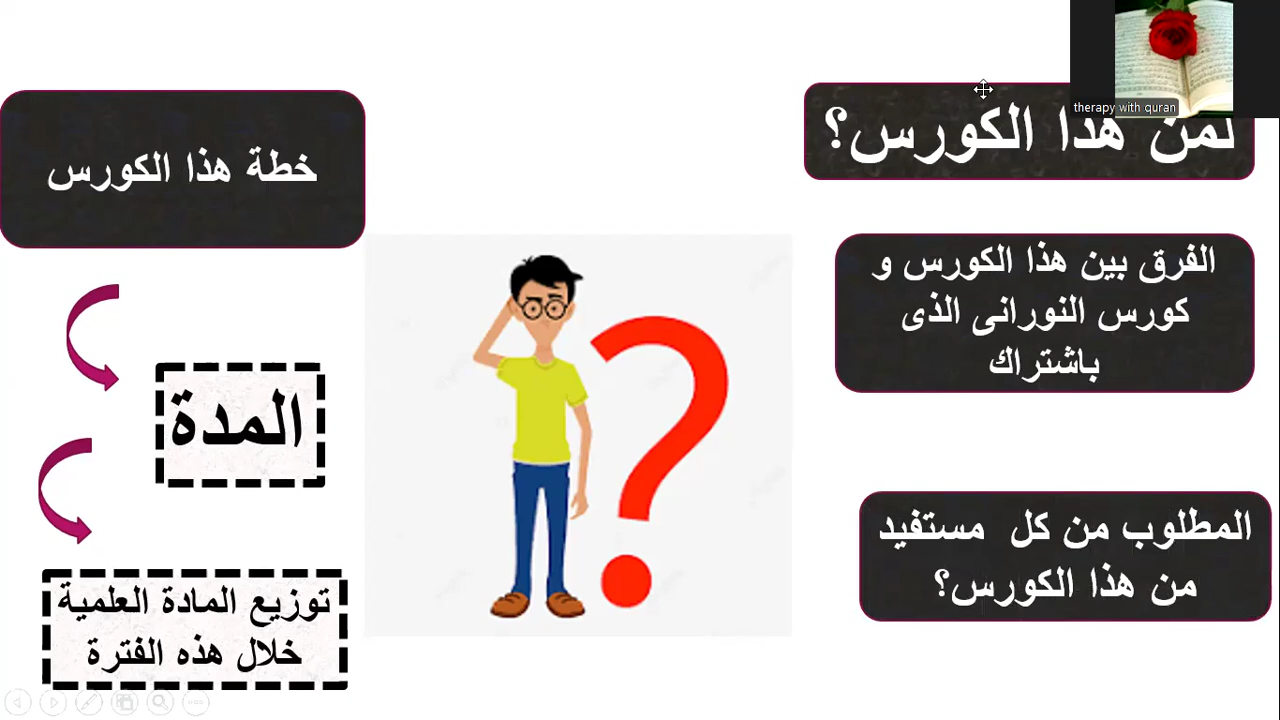 therapy with quran
لمن هذا الكورس؟
الفرق بين هذا الكورس و
كورس النورانى الذى
باشتراك
المطلوب من كل مستفيد
من هذا الكورس؟
خطة هذا الكورس
المدة
توزيع المادة العلمية
خلال هذه الفترة